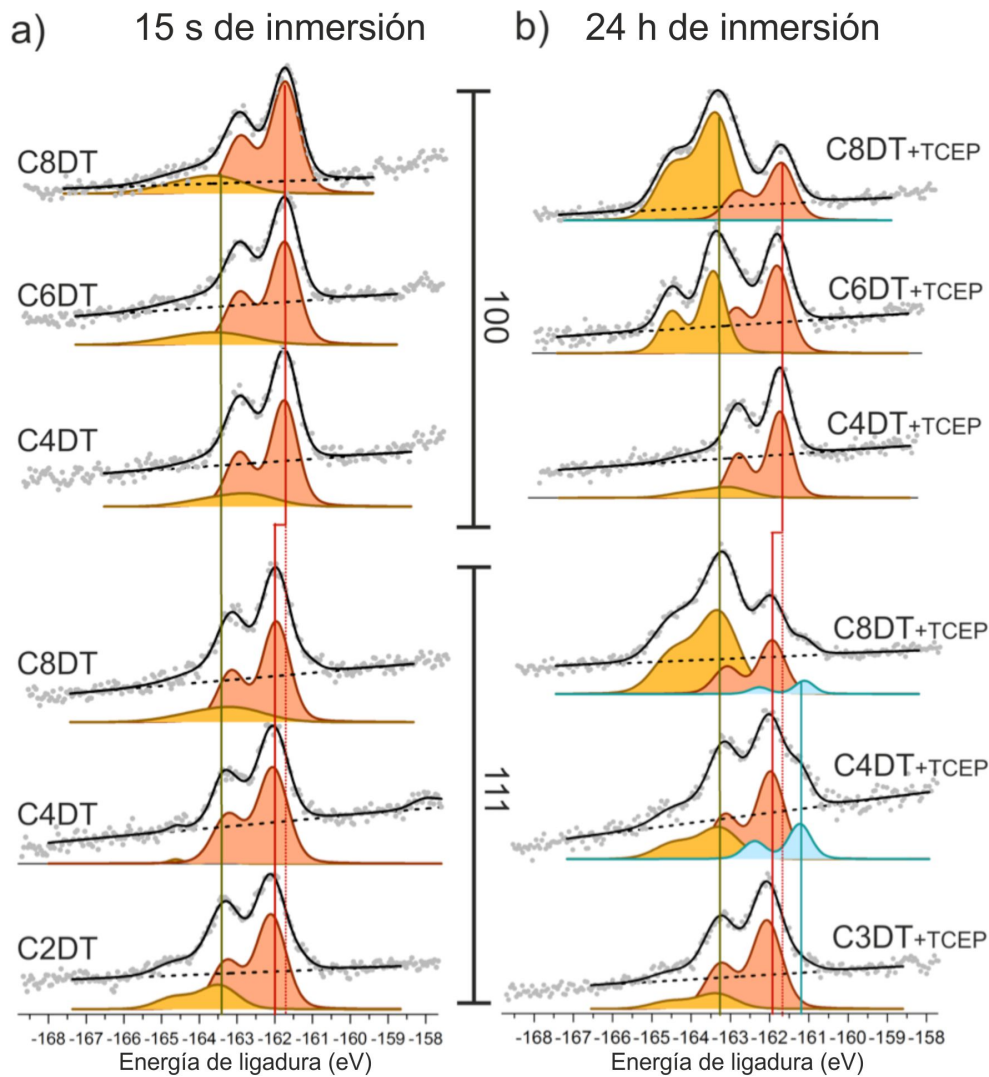 a) 15 s de inmersión
b) 24 h de inmersión
C8DT
C6DT
C4DT
C8DT
C4DT
C2DT
100
111
C8DT+TCEP
C6DT+TCEP
C4DT+TCEP
C8DT+TCEP
C4DT+TCEP
C3DT+TCEP
-168 -167 -166 -165 -164 -163 -162 -161 -160 -159 -158
Energía de ligadura (eV)
-168 -167 -166 -165 -164 -163 -162 -161 -160 -159 -158
Energía de ligadura (eV)